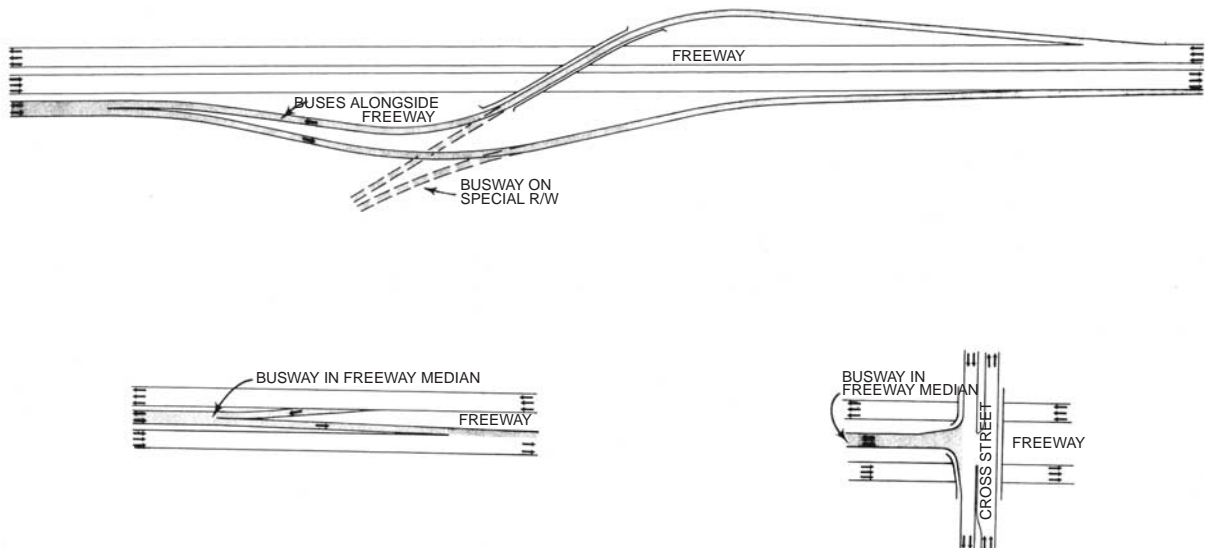 FREEWAY
BUSES ALONGSIDE
FREEWAY
BUSWAY ON
SPECIAL R/W
BUSWAY IN FREEWAY MEDIAN
FREEWAY
BUSWAY IN
FREEWAY MEDIAN
CROSS STREET
FREEWAY